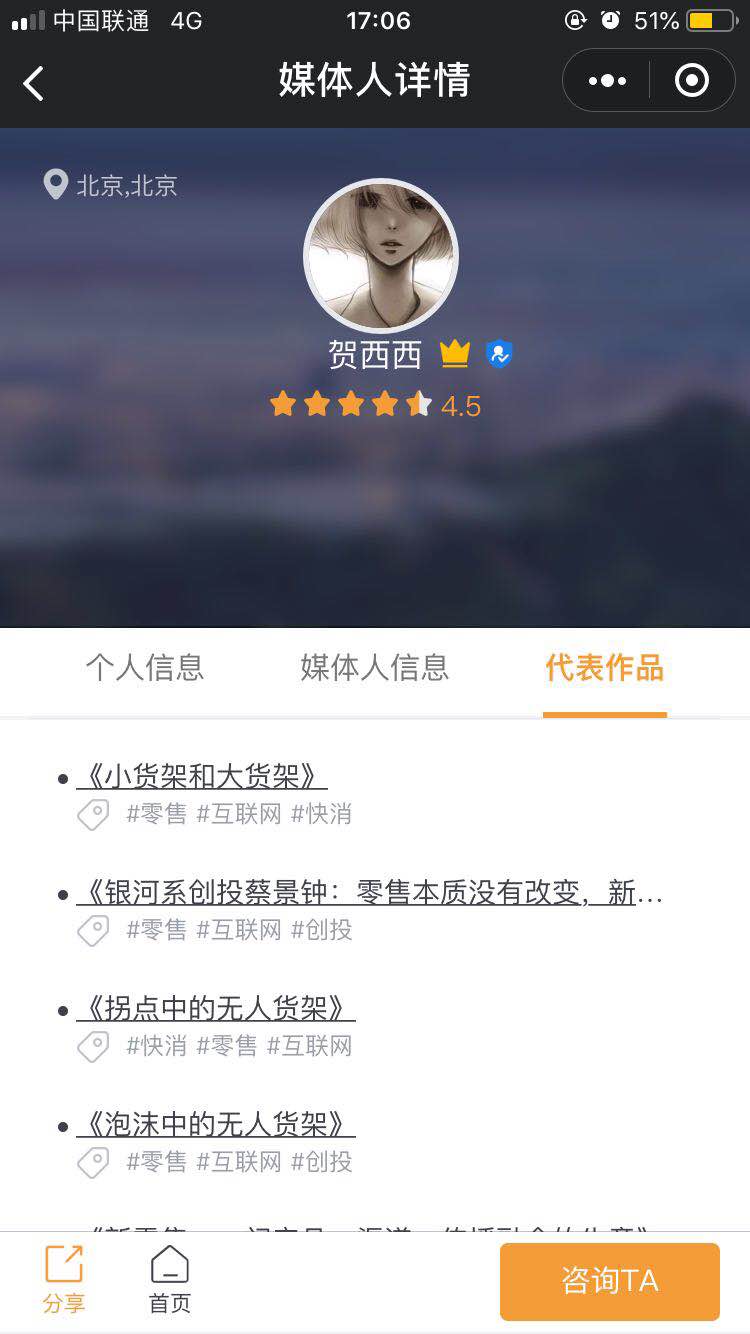 中国联通 4G 17:06 51%
媒体人详情
北京,北京
贺西西
4.5
个人信息 媒体人信息 代表作品
《小货架和大货架》
#零售 #互联网 #快消
《银河系创投蔡景钟：零售本质没有改变，新...
#零售 #互联网 #创投
《拐点中的无人货架》
#快消 #零售 #互联网
《泡沫中的无人货架》
#零售 #互联网 #创投
分享 首页 咨询TA